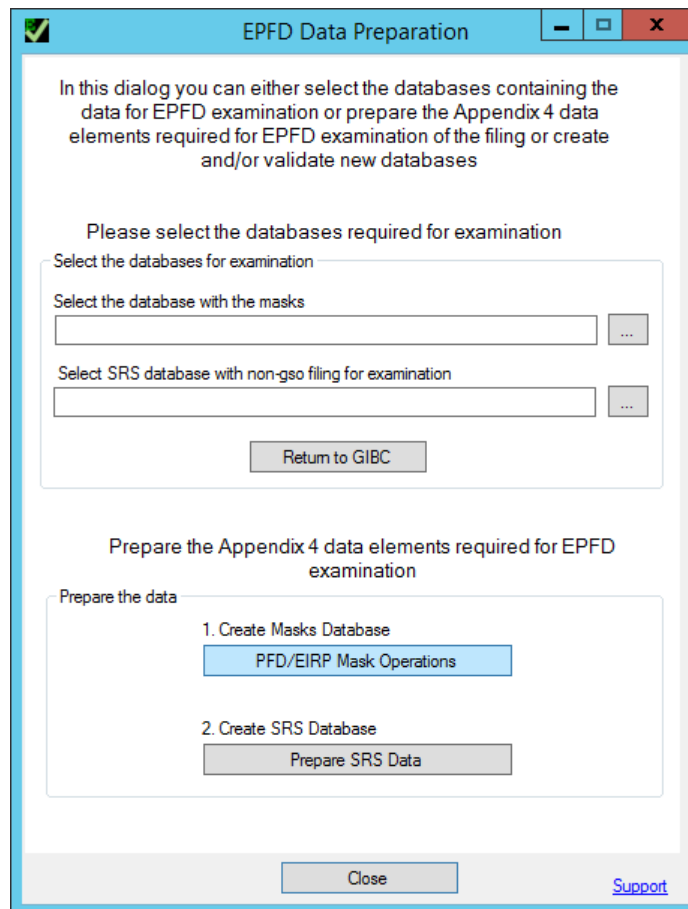 EPFD Data Preparation
In this dialog you can either select the databases containing the
data for EPFD examination or prepare the Appendix 4 data
elements required for EPFD examination of the filing or create
and/or validate new databases
Please select the databases required for examination
Select the databases for examination
Select the database with the masks
...
Select SRS database with non-gso filing for examination
...
Return to GIBC
Prepare the Appendix 4 data elements required for EPFD
examination
Prepare the data
1. Create Masks Database
PFD/EIRP Mask Operations
2. Create SRS Database
Prepare SRS Data
Close
Support